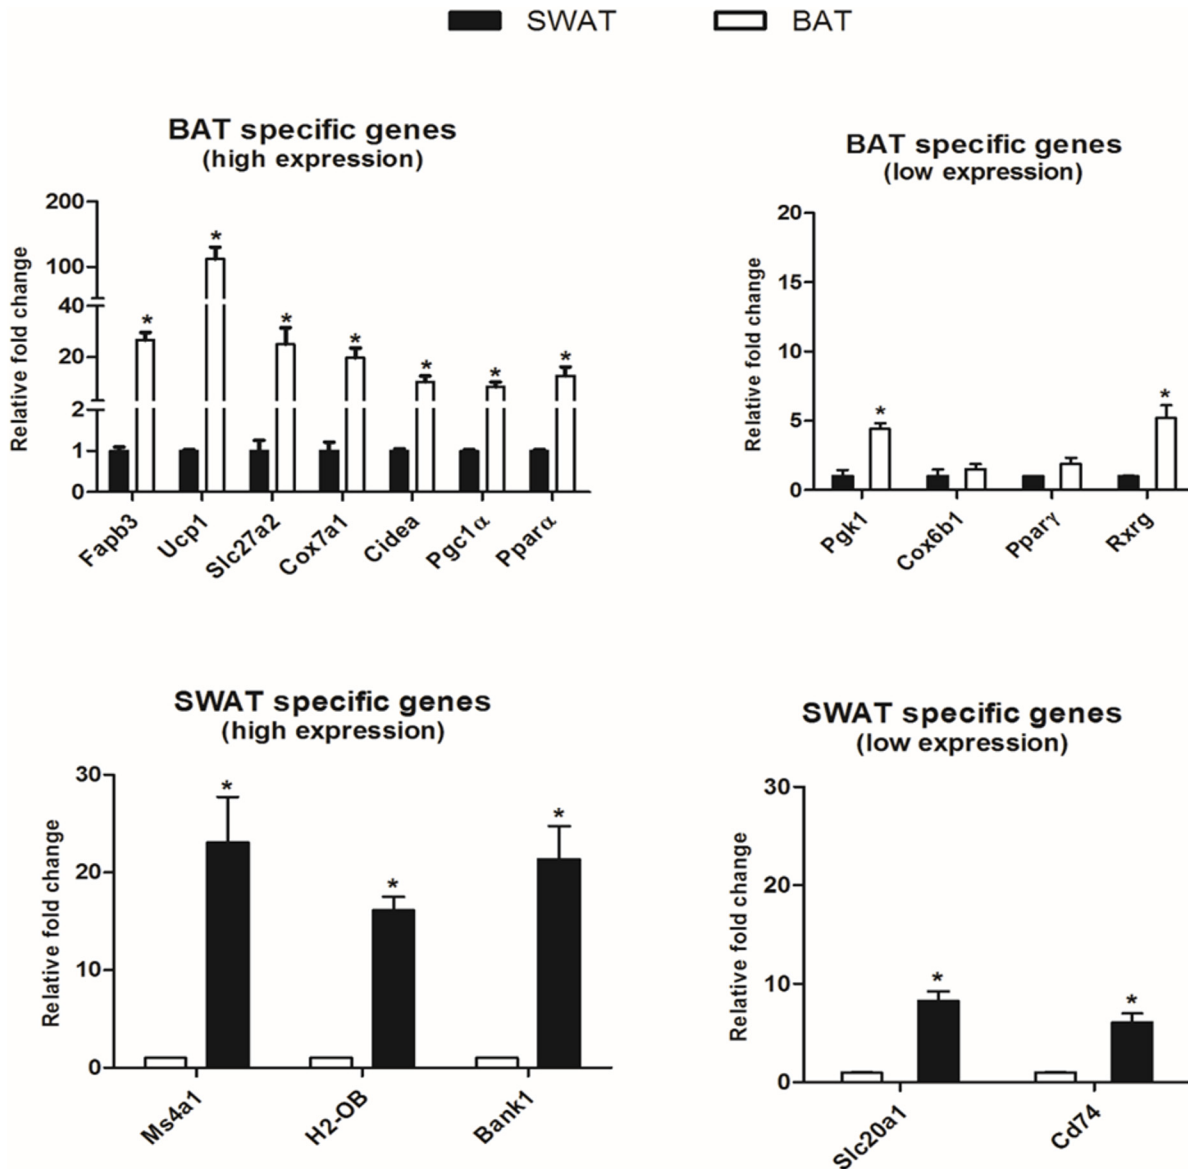 SWAT BAT
BAT specific genes
(high expression)
Relative fold change
200
100
40
20
2
1
0
*
*
*
*
*
*
*
Fapb3 Ucp1 Slc27a2 Cox7a1 Cidea Pgc1α Pparα
BAT specific genes
(low expression)
Relative fold change
20
15
10
5
0
*
*
Pgk1 Cox6b1 Pparγ Rxrg
SWAT specific genes
(high expression)
Relative fold change
30
20
10
0
*
*
*
Ms4a1 H2-OB Bank1
SWAT specific genes
(low expression)
Relative fold change
30
20
10
0
*
*
Slc20a1 Cd74